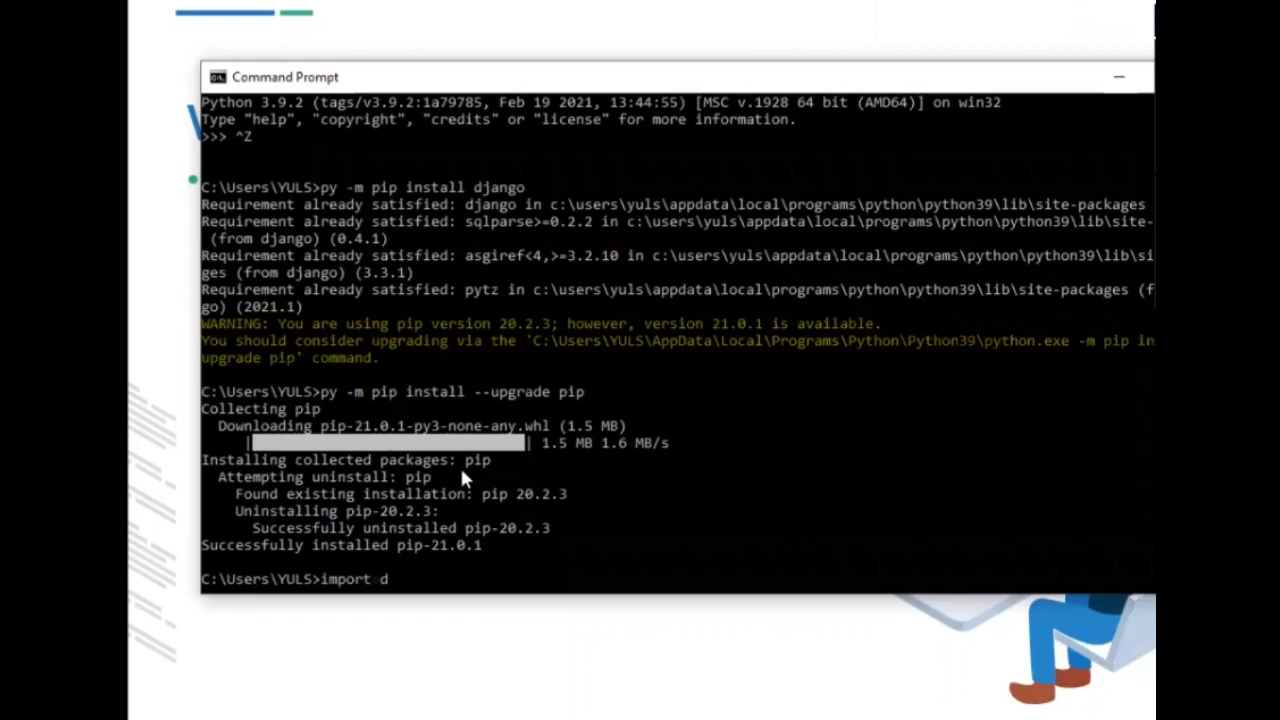 Command Prompt
Python 3.9.2 (tags/v3.9.2:1a79785, Feb 19 2021, 13:44:55) [MSC v.1928 64 bit (AMD64)] on win32
Type "help", "copyright", "credits" or "license" for more information.
>>> ^Z
C:\Users\YULS>py -m pip install django
Requirement already satisfied: django in c:\users\yuls\appdata\local\programs\python\python39\lib\site-packages
Requirement already satisfied: sqlparse>=0.2.2 in c:\users\yuls\appdata\local\programs\python\python39\lib\site-
(from django) (0.4.1)
Requirement already satisfied: asgiref<4,>=3.2.10 in c:\users\yuls\appdata\local\programs\python\python39\lib\si
ges (from django) (3.3.1)
Requirement already satisfied: pytz in c:\users\yuls\appdata\local\programs\python\python39\lib\site-packages (f
go) (2021.1)
WARNING: You are using pip version 20.2.3; however, version 21.0.1 is available.
You should consider upgrading via the 'C:\Users\YULS\AppData\Local\Programs\Python\Python39\python.exe -m pip in
upgrade pip' command.
C:\Users\YULS>py -m pip install --upgrade pip
Collecting pip
Downloading pip-21.0.1-py3-none-any.whl (1.5 MB)
| | 1.5 MB 1.6 MB/s
Installing collected packages: pip
Attempting uninstall: pip
Found existing installation: pip 20.2.3
Uninstalling pip-20.2.3:
Successfully uninstalled pip-20.2.3
Successfully installed pip-21.0.1
C:\Users\YULS>import d